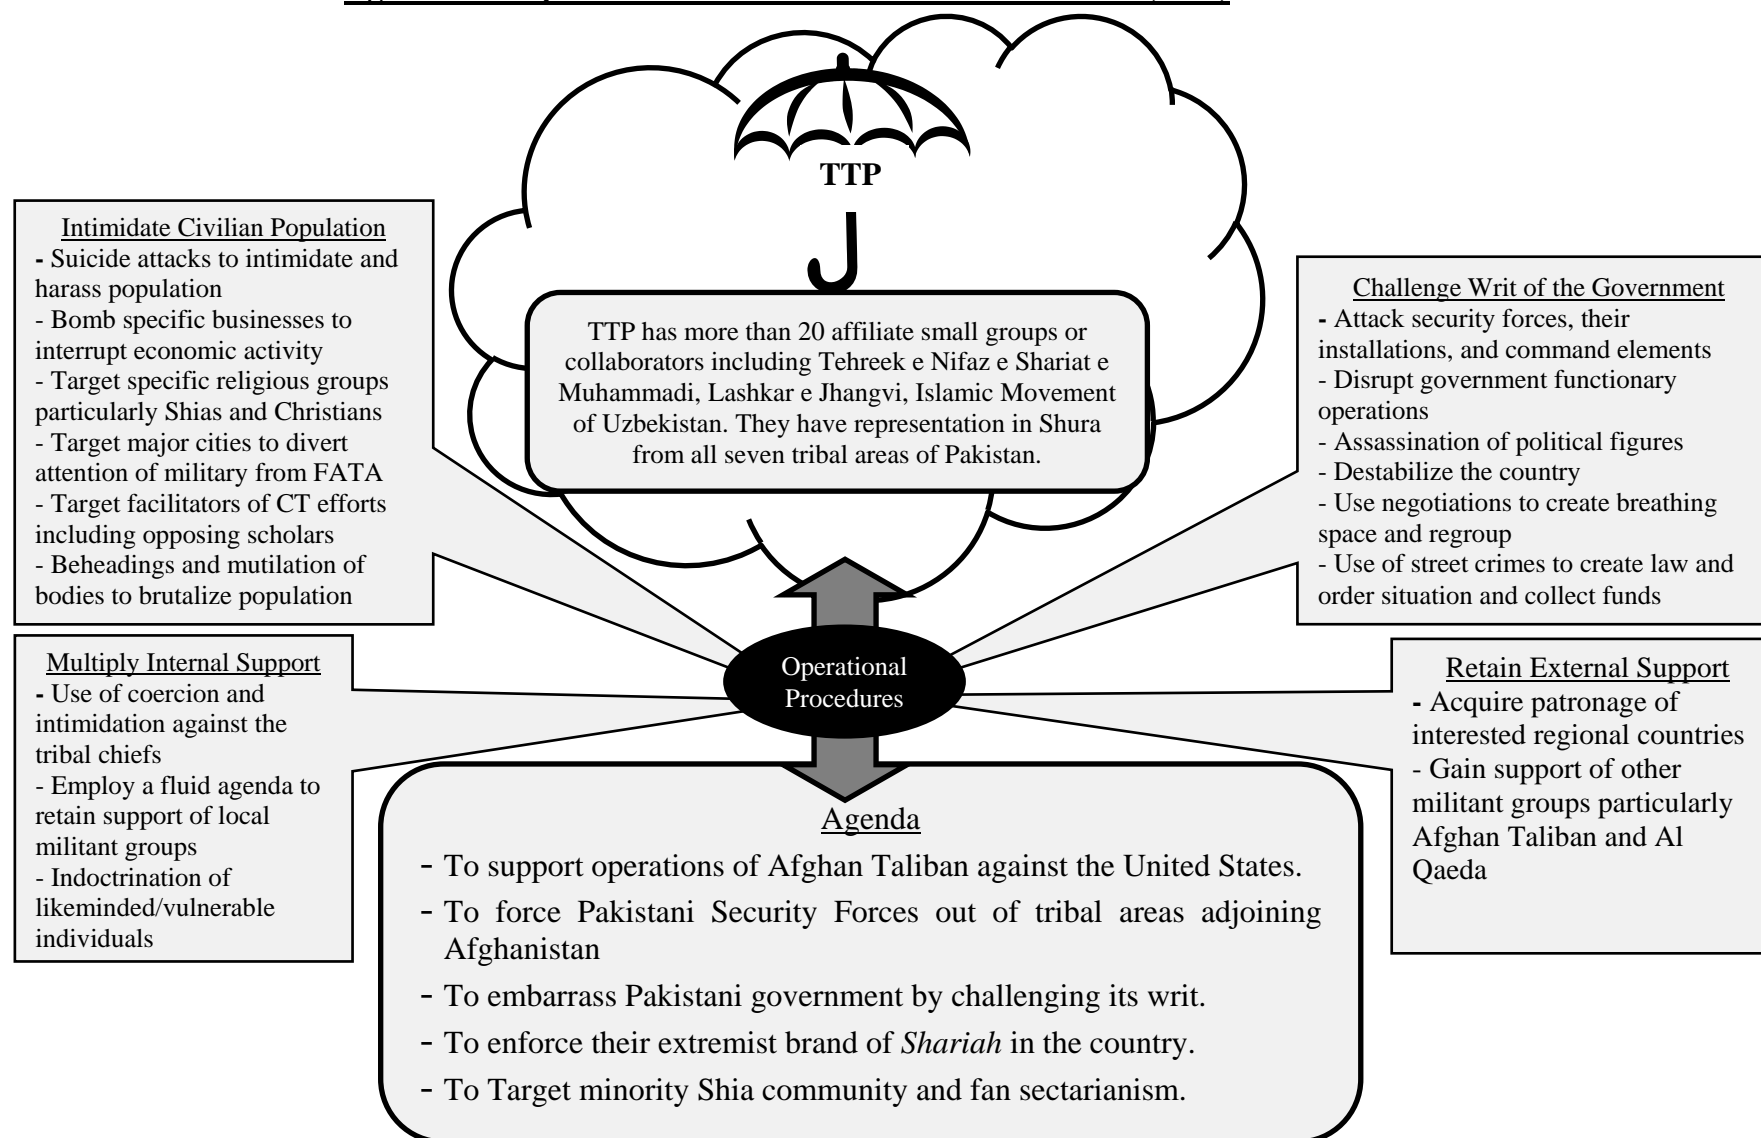 TTP
TTP has more than 20 affiliate small groups or
collaborators including Tehreek e Nifaz e Shariat e
Muhammadi, Lashkar e Jhangvi, Islamic Movement
of Uzbekistan. They have representation in Shura
from all seven tribal areas of Pakistan.
Intimidate Civilian Population
- Suicide attacks to intimidate and
harass population
- Bomb specific businesses to
interrupt economic activity
- Target specific religious groups
particularly Shias and Christians
- Target major cities to divert
attention of military from FATA
- Target facilitators of CT efforts
including opposing scholars
- Beheadings and mutilation of
bodies to brutalize population
Challenge Writ of the Government
- Attack security forces, their
installations, and command elements
- Disrupt government functionary
operations
- Assassination of political figures
- Destabilize the country
- Use negotiations to create breathing
space and regroup
- Use of street crimes to create law and
order situation and collect funds
Operational
Procedures
Multiply Internal Support
- Use of coercion and
intimidation against the
tribal chiefs
- Employ a fluid agenda to
retain support of local
militant groups
- Indoctrination of
likeminded/vulnerable
individuals
Retain External Support
- Acquire patronage of
interested regional countries
- Gain support of other
militant groups particularly
Afghan Taliban and Al
Qaeda
Agenda
- To support operations of Afghan Taliban against the United States.
- To force Pakistani Security Forces out of tribal areas adjoining
Afghanistan
- To embarrass Pakistani government by challenging its writ.
- To enforce their extremist brand of Shariah in the country.
- To Target minority Shia community and fan sectarianism.